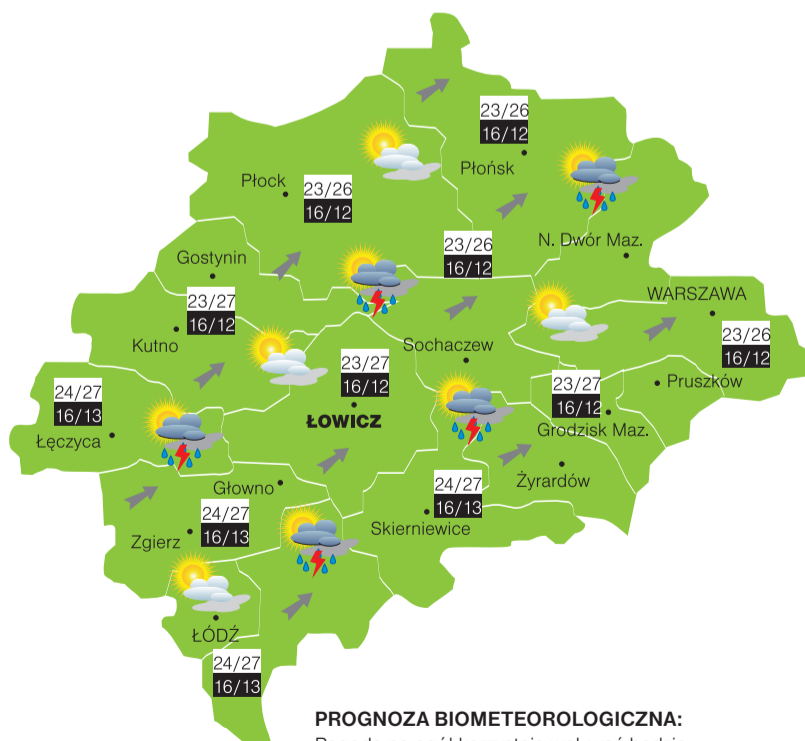 23/26
16/12
Płońsk
Płock
23/26
16/12
N. Dwór Maz.
23/26
16/12
Gostynin
WARSZAWA
23/27
16/12
Kutno
23/26
16/12
Sochaczew
23/27
16/12
ŁOWICZ
Pruszków
23/27
16/12
Grodzisk Maz.
24/27
16/13
Łęczyca
Żyrardów
Głowno
24/27
16/13
Skierniewice
24/27
16/13
Zgierz
ŁÓDŹ
24/27
16/13
PROGNOZA BIOMETEOROLOGICZNA: